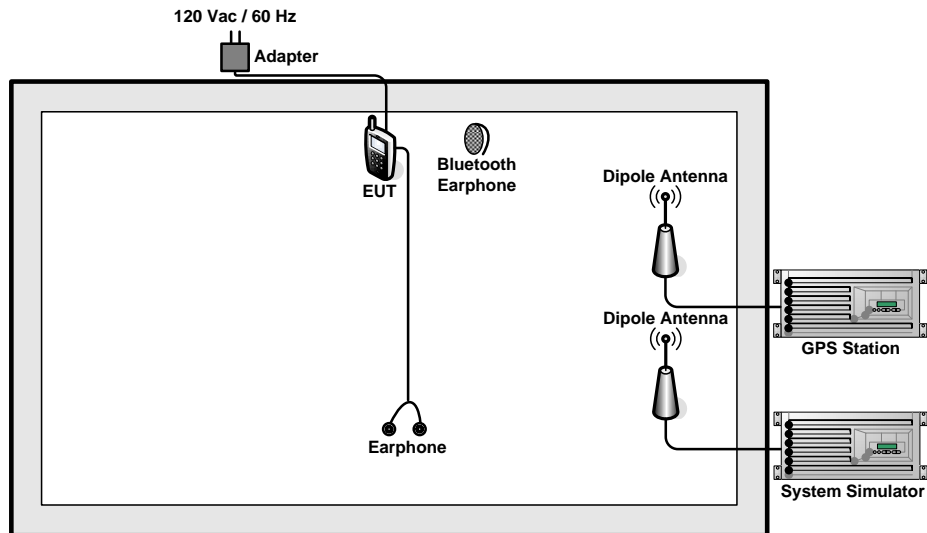 120 Vac / 60 Hz
Adapter
EUT
Bluetooth
Earphone
Dipole Antenna
GPS Station
Dipole Antenna
Earphone
System Simulator